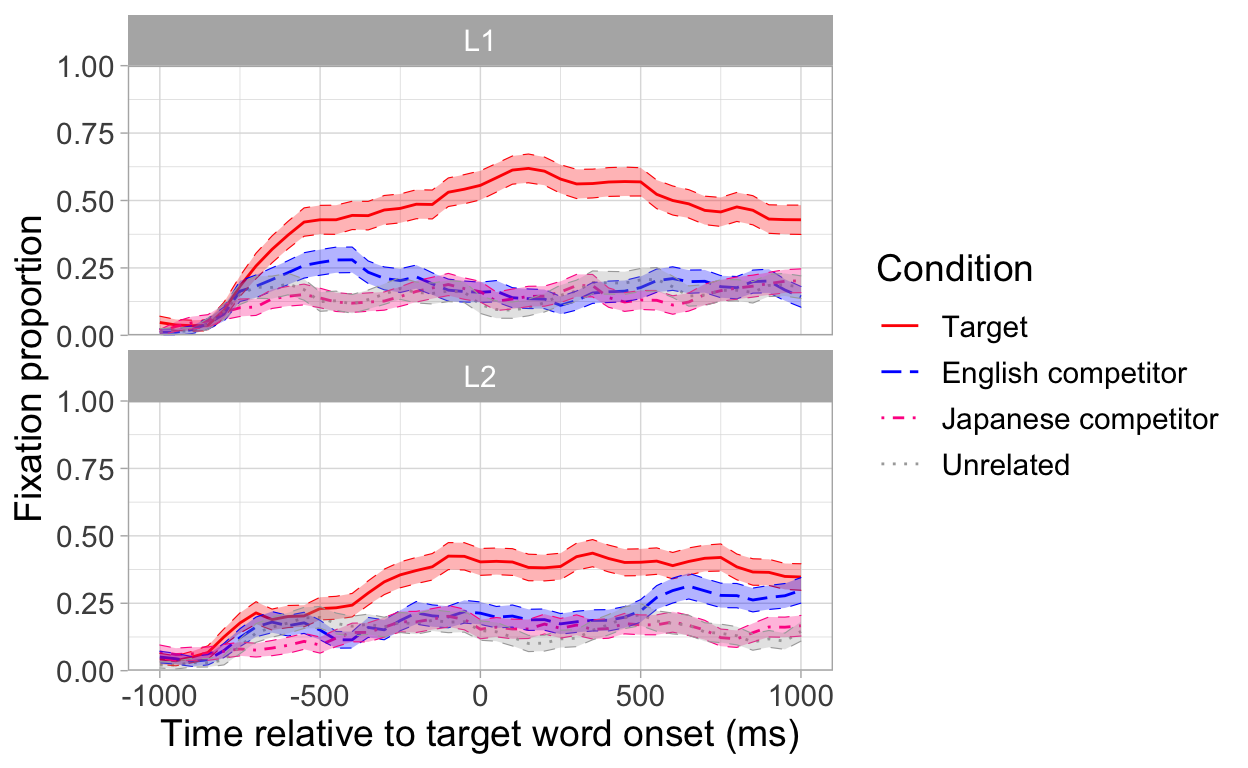 L1
1.00
0.75
0.50
0.25
0.00
L2
1.00
0.75
0.50
0.25
0.00
-1000 -500 0 500 1000
Time relative to target word onset (ms)
Fixation proportion
Condition
Target
English competitor
Japanese competitor
Unrelated